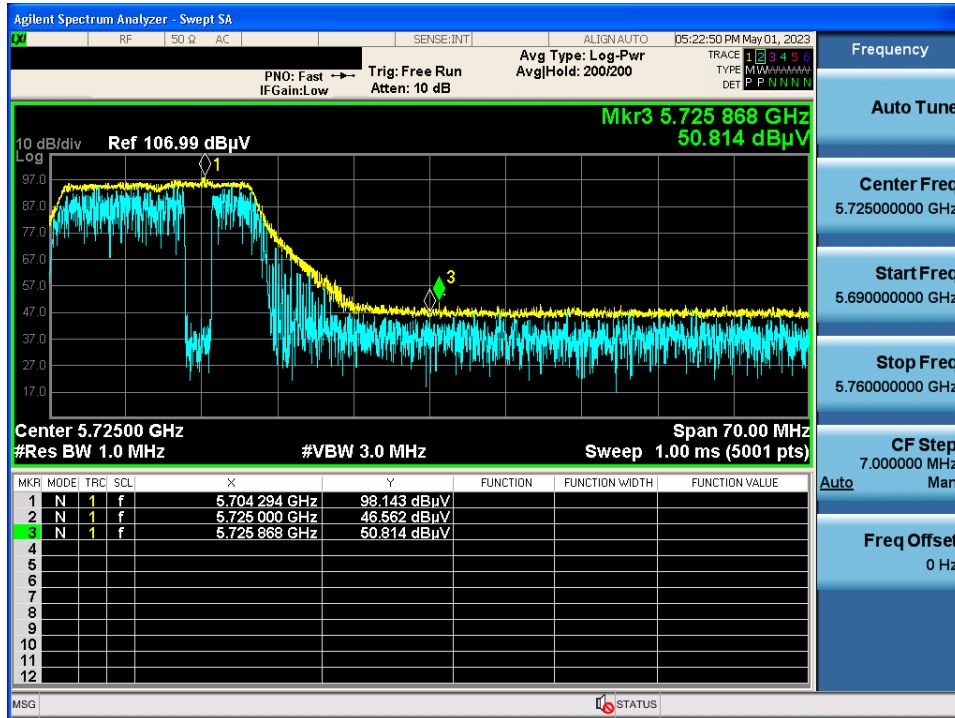 Agilent Spectrum Analyzer - Swept SA
LXI RF 50 Ω AC SENSE:INT ALIGN AUTO 05:22:50 PM May 01, 2023
PNO: Fast Trig: Free Run Avg Type: Log-Pwr TRACE 1 2 3 4 5 6
IFGain:Low Atten: 10 dB Avg|Hold: 200/200 TYPE M W
DET P P N N N N
Mkr3 5.725 868 GHz
50.814 dBµV
10 dB/div Ref 106.99 dBµV
Log
97.0
87.0
77.0
67.0
57.0
47.0
37.0
27.0
17.0
1
3
Center 5.72500 GHz Span 70.00 MHz
#Res BW 1.0 MHz #VBW 3.0 MHz Sweep 1.00 ms (5001 pts)
MKR MODE TRC SCL X Y FUNCTION FUNCTION WIDTH FUNCTION VALUE
1 N 1 f 5.704 294 GHz 98.143 dBµV
2 N 1 f 5.725 000 GHz 46.562 dBµV
3 N 1 f 5.725 868 GHz 50.814 dBµV
4
5
6
7
8
9
10
11
12
MSG STATUS
Frequency
Auto Tune
Center Freq
5.725000000 GHz
Start Freq
5.690000000 GHz
Stop Freq
5.760000000 GHz
CF Step
7.000000 MHz
Auto Man
Freq Offset
0 Hz